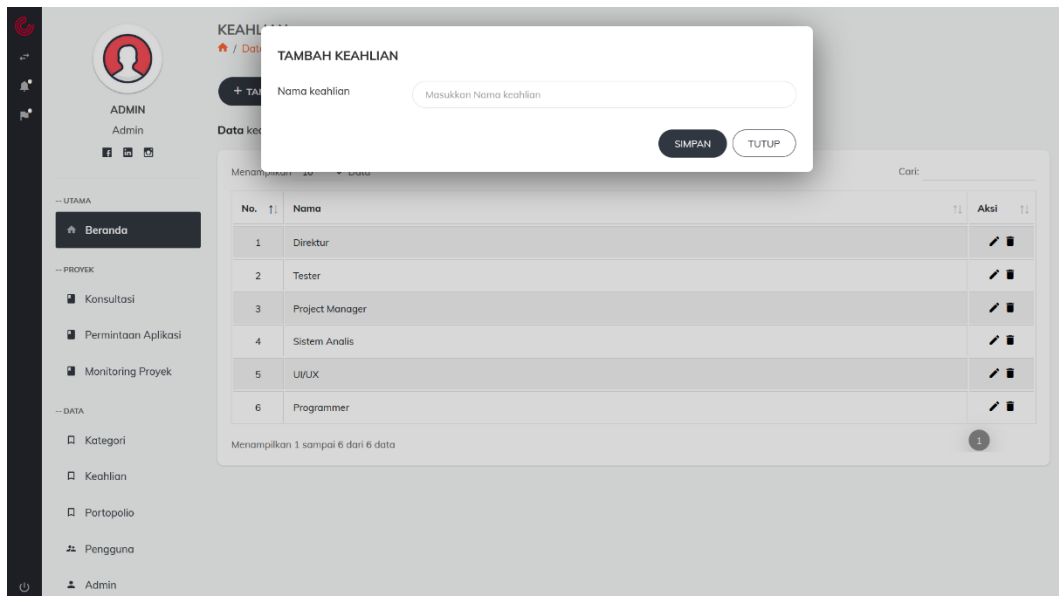 KEAHL
/ Data
+ TA
ADMIN
Admin
-- UTAMA
Beranda
-- PROYEK
Konsultasi
Permintaan Aplikasi
Monitoring Proyek
-- DATA
Kategori
Keahlian
Portopolio
Pengguna
Admin
TAMBAH KEAHLIAN
Nama keahlian
Masukkan Nama keahlian
SIMPAN
TUTUP
Data kea
Menampilkan 10 Data
Cari:
No. Nama Aksi
1 Direktur
2 Tester
3 Project Manager
4 Sistem Analis
5 UI/UX
6 Programmer
Menampilkan 1 sampai 6 dari 6 data
1